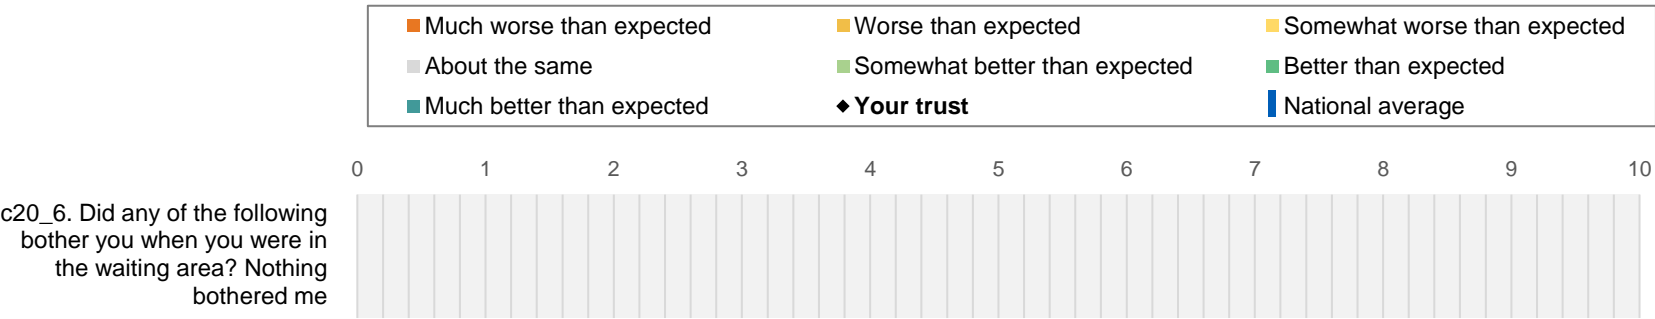 Much worse than expected Worse than expected Somewhat worse than expected
About the same Somewhat better than expected Better than expected
Much better than expected Your trust National average
0 1 2 3 4 5 6 7 8 9 10
c20_6. Did any of the following
bother you when you were in
the waiting area? Nothing
bothered me